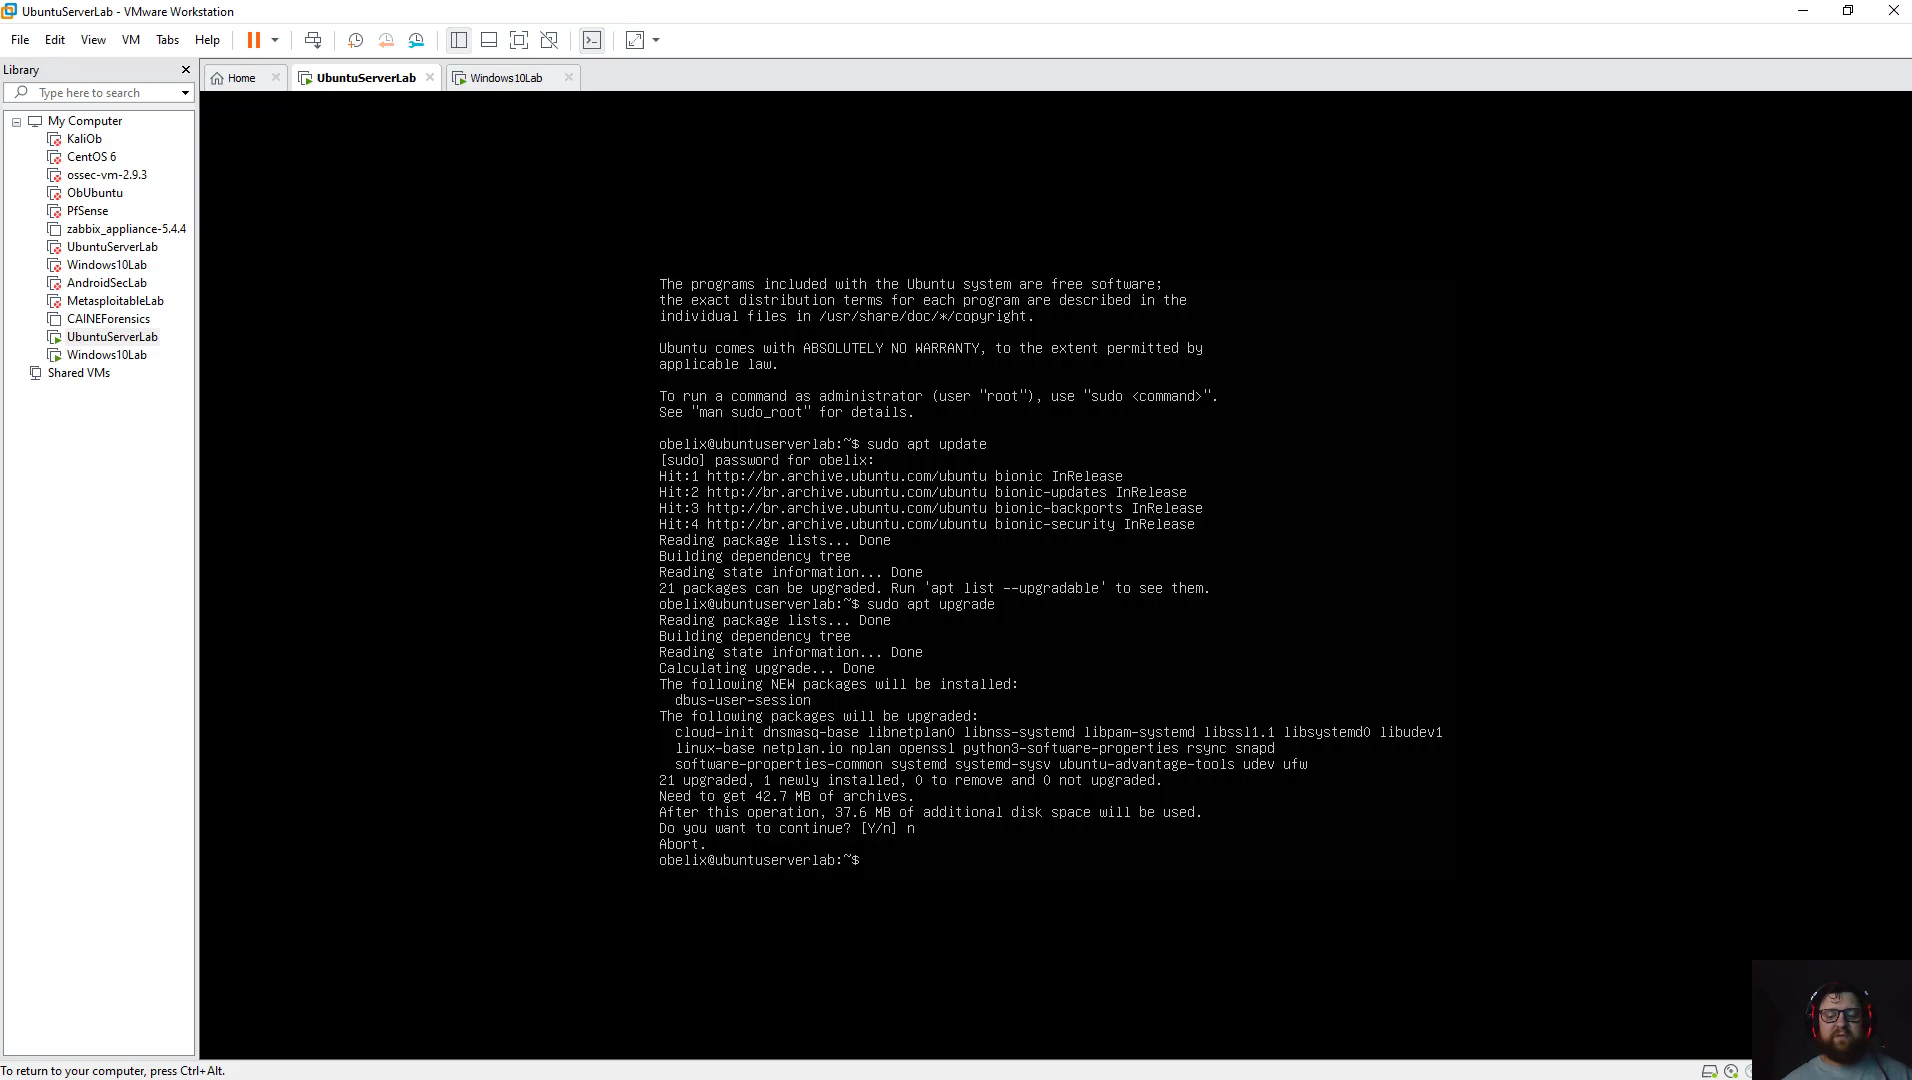 UbuntuServerLab - VMware Workstation
File Edit View VM Tabs Help
Library
Home UbuntuServerLab Windows10Lab
Type here to search
My Computer
KaliOb
CentOS 6
ossec-vm-2.9.3
ObUbuntu
PfSense
zabbix_appliance-5.4.4
UbuntuServerLab
Windows10Lab
AndroidSecLab
MetasploitableLab
CAINEForensics
UbuntuServerLab
Windows10Lab
Shared VMs
The programs included with the Ubuntu system are free software;
the exact distribution terms for each program are described in the
individual files in /usr/share/doc/*/copyright.
Ubuntu comes with ABSOLUTELY NO WARRANTY, to the extent permitted by
applicable law.
To run a command as administrator (user "root"), use "sudo <command>".
See "man sudo_root" for details.
obelix@ubuntuserverlab:~$ sudo apt update
[sudo] password for obelix:
Hit:1 http://br.archive.ubuntu.com/ubuntu bionic InRelease
Hit:2 http://br.archive.ubuntu.com/ubuntu bionic-updates InRelease
Hit:3 http://br.archive.ubuntu.com/ubuntu bionic-backports InRelease
Hit:4 http://br.archive.ubuntu.com/ubuntu bionic-security InRelease
Reading package lists... Done
Building dependency tree
Reading state information... Done
21 packages can be upgraded. Run 'apt list --upgradable' to see them.
obelix@ubuntuserverlab:~$ sudo apt upgrade
Reading package lists... Done
Building dependency tree
Reading state information... Done
Calculating upgrade... Done
The following NEW packages will be installed:
dbus-user-session
The following packages will be upgraded:
cloud-init dnsmasq-base libnetplan0 libnss-systemd libpam-systemd libssl1.1 libsystemd0 libudev1
linux-base netplan.io nplan openssl python3-software-properties rsync snapd
software-properties-common systemd systemd-sysv ubuntu-advantage-tools udev ufw
21 upgraded, 1 newly installed, 0 to remove and 0 not upgraded.
Need to get 42.7 MB of archives.
After this operation, 37.6 MB of additional disk space will be used.
Do you want to continue? [Y/n] n
Abort.
obelix@ubuntuserverlab:~$
To return to your computer, press Ctrl+Alt.